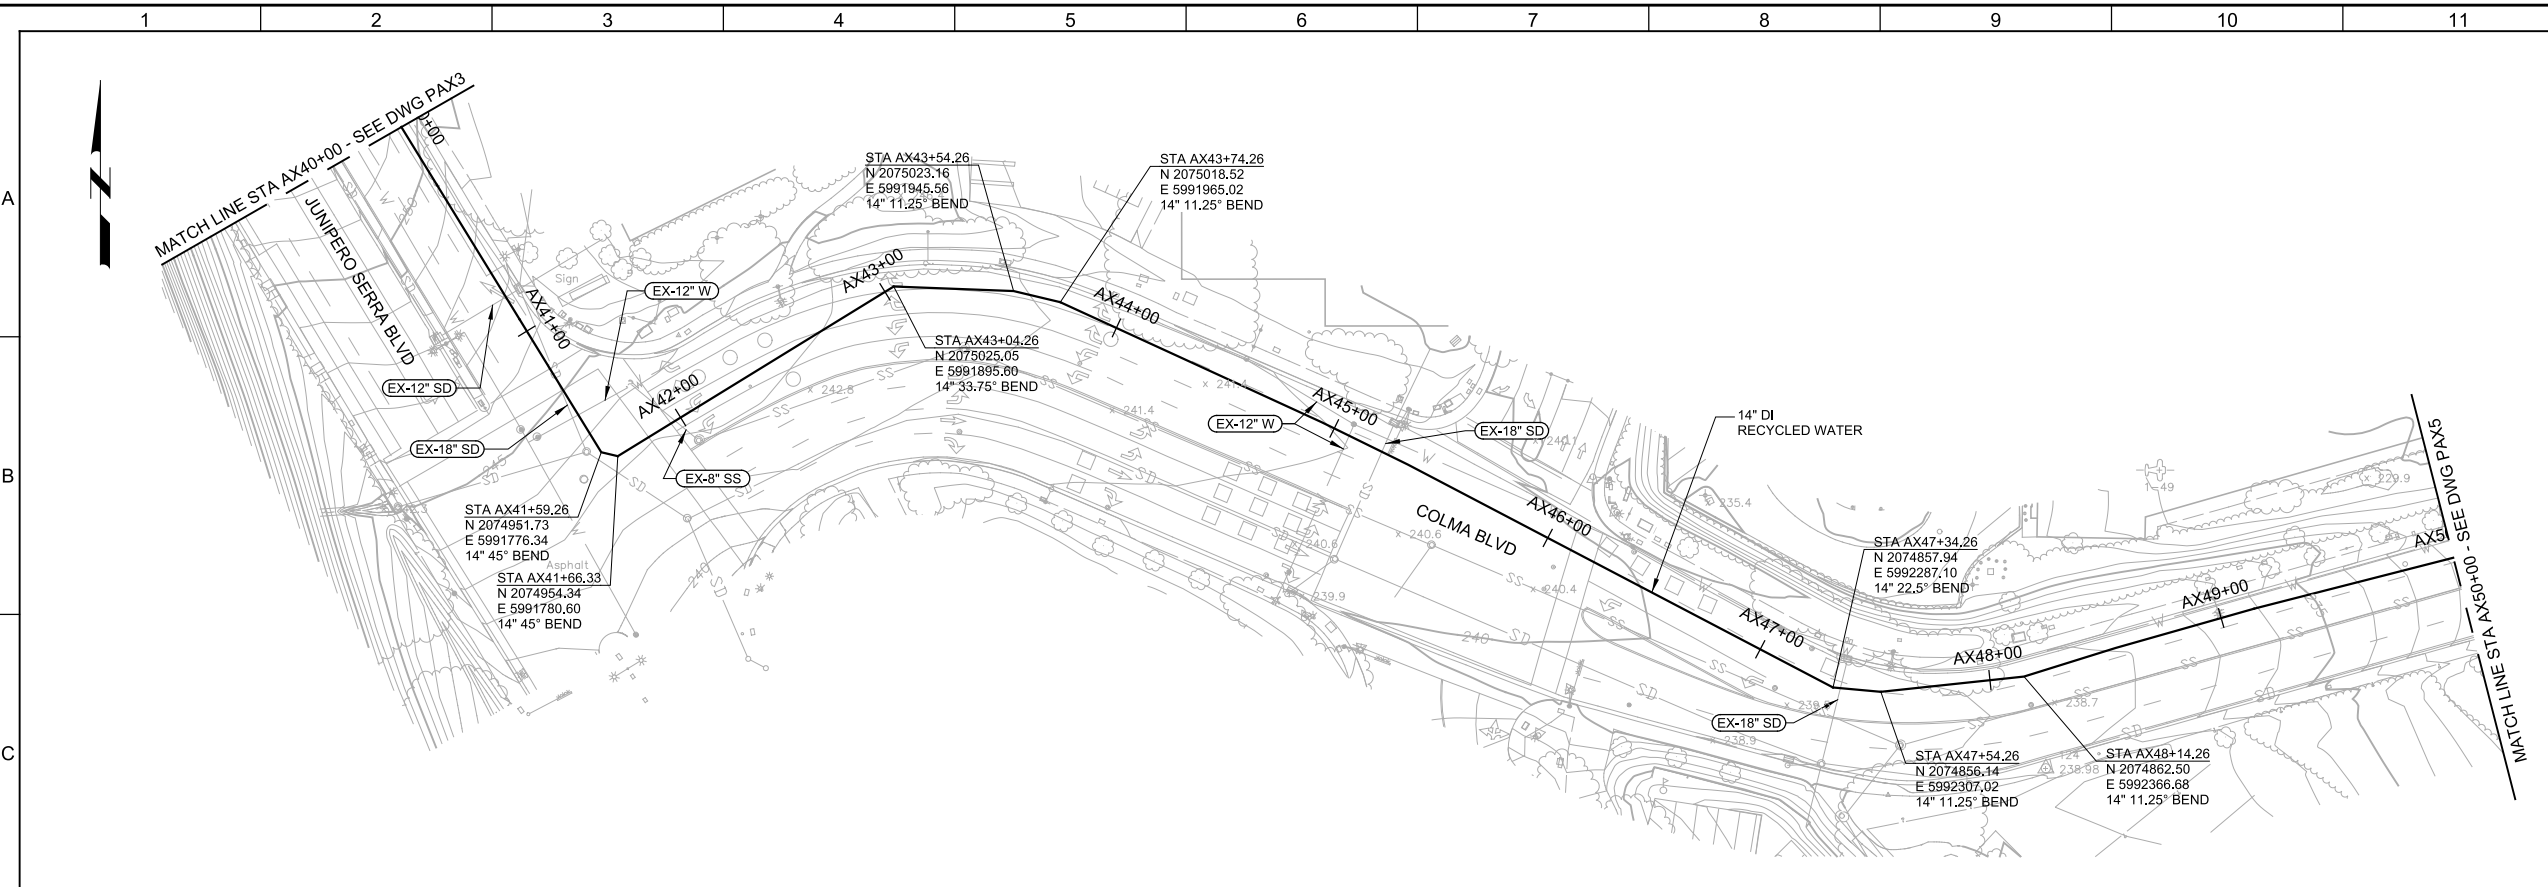 1
2
3
4
5
6
7
8
9
10
11
A
B
C
N
MATCH LINE STA AX40+00 - SEE DWG PAX3
JUNIPERO SERRA BLVD
AX41+00
Sign
EX-12" W
EX-12" SD
EX-18" SD
EX-8" SS
AX42+00
AX43+00
STA AX41+59.26
N 2074951.73
E 5991776.34
14" 45° BEND
Asphalt
STA AX41+66.33
N 2074954.34
E 5991780.60
14" 45° BEND
STA AX43+54.26
N 2075023.16
E 5991945.56
14" 11.25° BEND
STA AX43+74.26
N 2075018.52
E 5991965.02
14" 11.25° BEND
STA AX43+04.26
N 2075025.05
E 5991895.60
14" 33.75° BEND
AX44+00
AX45+00
EX-12" W
EX-18" SD
14" DI
RECYCLED WATER
COLMA BLVD
AX46+00
AX47+00
STA AX47+34.26
N 2074857.94
E 5992287.10
14" 22.5° BEND
EX-18" SD
AX48+00
AX49+00
STA AX47+54.26
N 2074856.14
E 5992307.02
14" 11.25° BEND
STA AX48+14.26
N 2074862.50
E 5992366.68
14" 11.25° BEND
AX5
MATCH LINE STA AX50+00 - SEE DWG PAX5
242.8
241.4
240.6
240.6
239.9
240.4
240
240
235.4
229.9
238.7
238.9
238.98
124
SD
SS
W